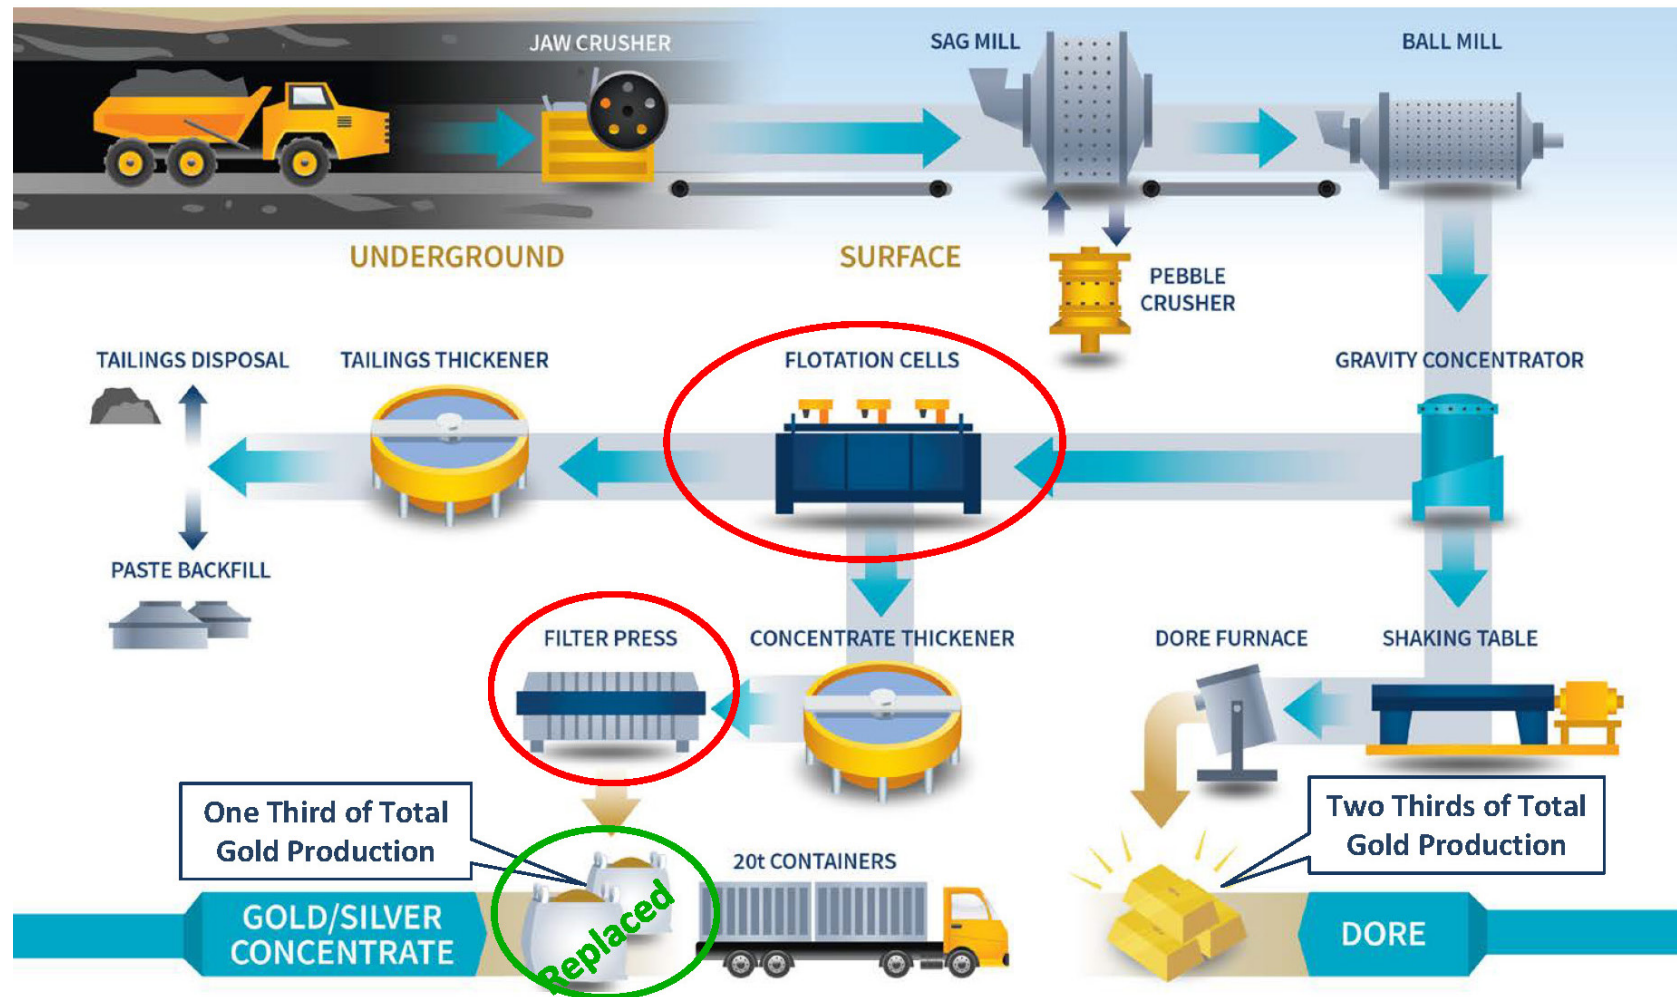 JAW CRUSHER
SAG MILL
BALL MILL
UNDERGROUND
SURFACE
PEBBLE
CRUSHER
TAILINGS DISPOSAL
TAILINGS THICKENER
FLOTATION CELLS
GRAVITY CONCENTRATOR
PASTE BACKFILL
FILTER PRESS
CONCENTRATE THICKENER
DORE FURNACE
SHAKING TABLE
One Third of Total
Gold Production
Two Thirds of Total
Gold Production
20t CONTAINERS
GOLD/SILVER
CONCENTRATE
Replaced
DORE